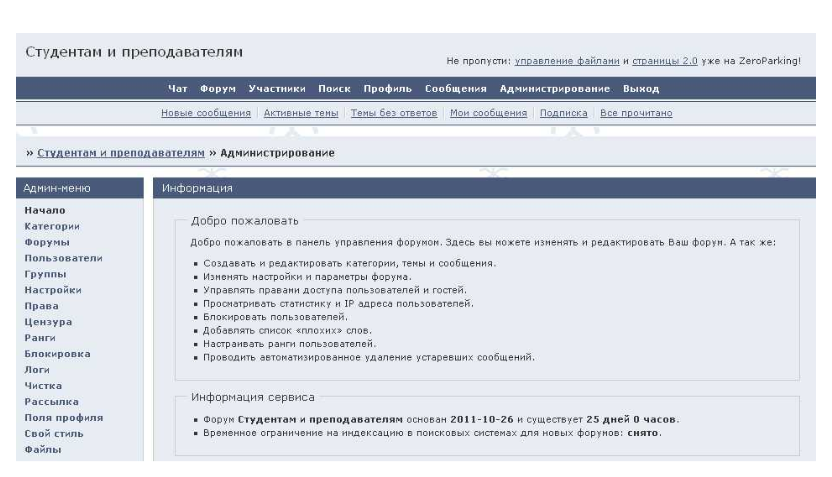 Студентам и преподавателям
Не пропусти: управление файлами и страницы 2.0 уже на ZeroParking!
Чат Форум Участники Поиск Профиль Сообщения Администрирование Выход
Новые сообщения | Активные темы | Темы без ответов | Мои сообщения | Подписка | Все прочитано
» Студентам и преподавателям » Администрирование
Админ-меню
Начало
Категории
Форумы
Пользователи
Группы
Настройки
Права
Цензура
Ранги
Блокировка
Логи
Чистка
Рассылка
Поля профиля
Свой стиль
Файлы
Информация
Добро пожаловать
Добро пожаловать в панель управления форумом. Здесь вы можете изменять и редактировать Ваш форум. А так же:
▪ Создавать и редактировать категории, темы и сообщения.
▪ Изменять настройки и параметры форума.
▪ Управлять правами доступа пользователей и гостей.
▪ Просматривать статистику и IP адреса пользователей.
▪ Блокировать пользователей.
▪ Добавлять список «плохих» слов.
▪ Настраивать ранги пользователей.
▪ Проводить автоматизированное удаление устаревших сообщений.
Информация сервиса
▪ Форум Студентам и преподавателям основан 2011-10-26 и существует 25 дней 0 часов.
▪ Временное ограничение на индексацию в поисковых системах для новых форумов: снято.